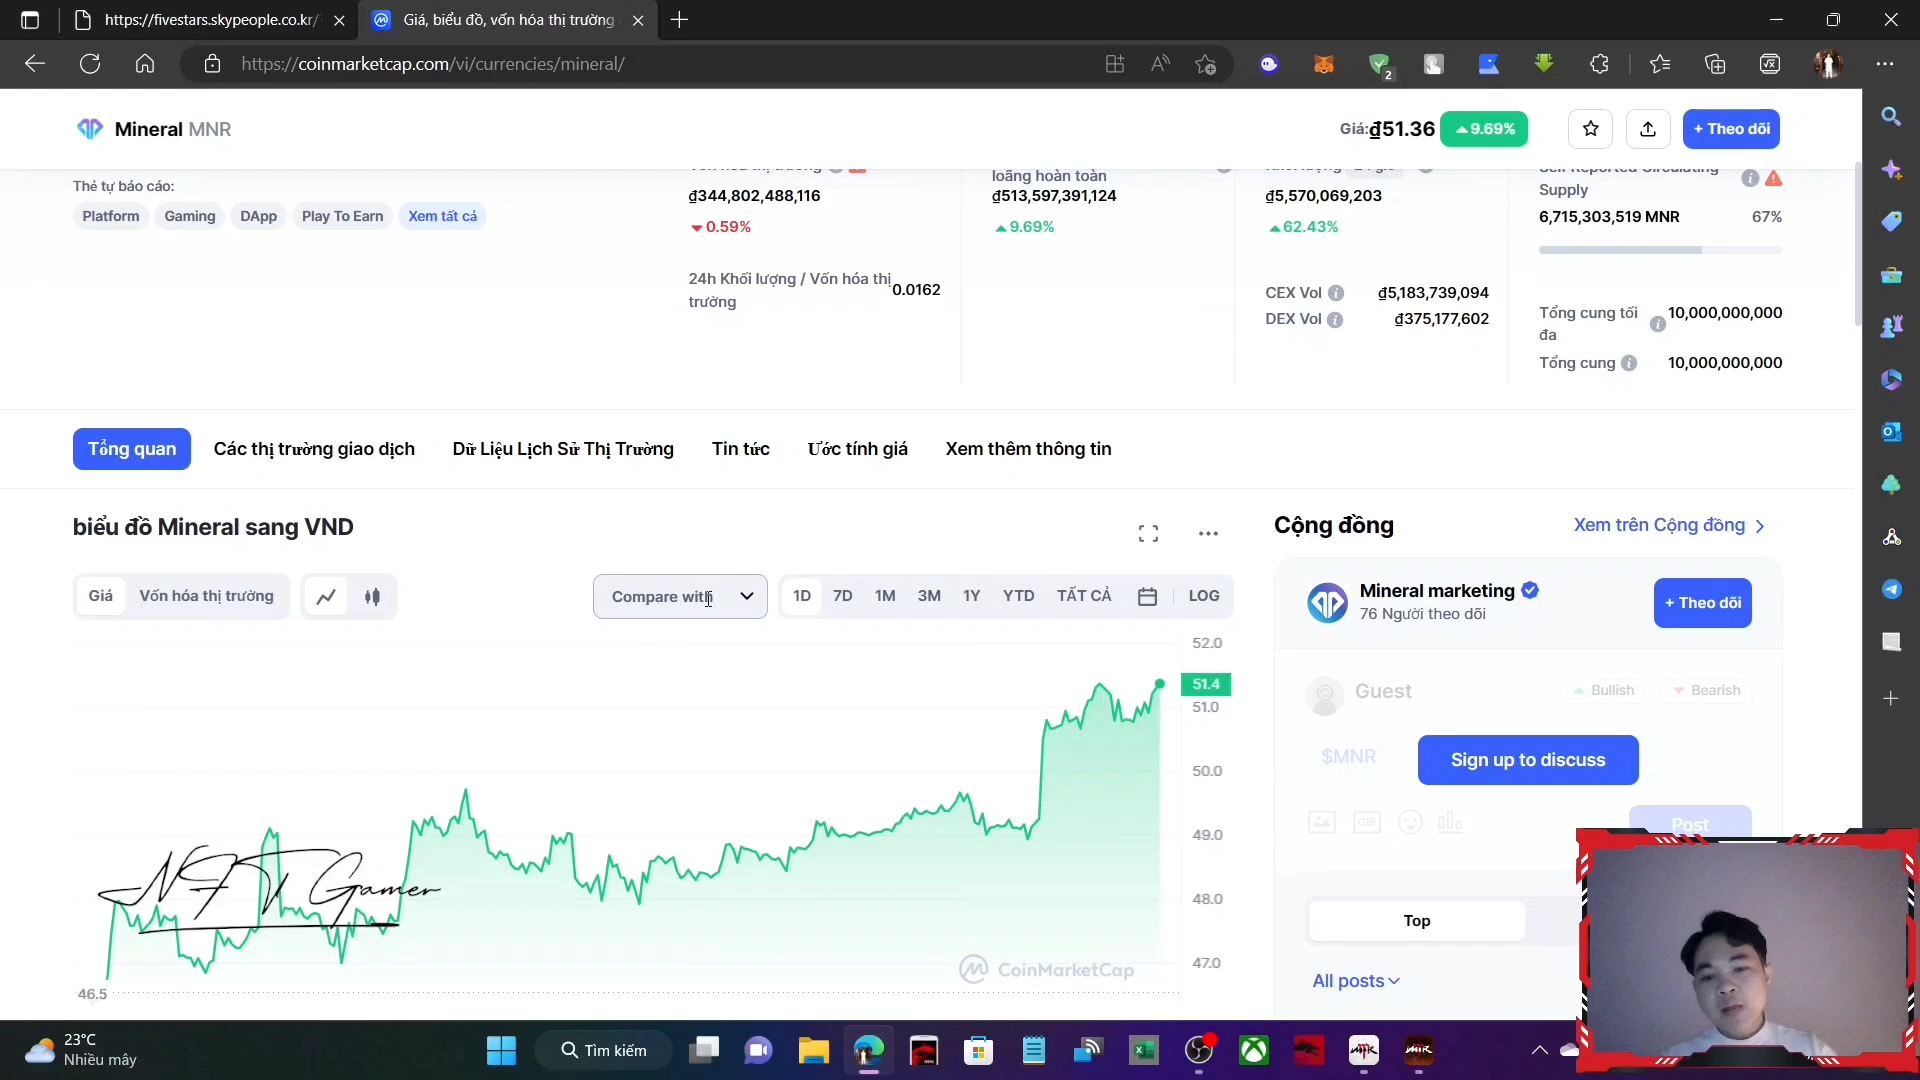 https://fivestars.skypeople.co.kr/
Giá, biểu đồ, vốn hóa thị trường
https://coinmarketcap.com/vi/currencies/mineral/
2
Mineral MNR
Giá:₫51.36
9.69%
+ Theo dõi
Thẻ tự báo cáo:
Platform
Gaming
DApp
Play To Earn
Xem tất cả
₫344,802,488,116
0.59%
24h Khối lượng / Vốn hóa thị trường
0.0162
loãng hoàn toàn
₫513,597,391,124
9.69%
₫5,570,069,203
62.43%
CEX Vol
₫5,183,739,094
DEX Vol
₫375,177,602
Self Reported Circulating
Supply
6,715,303,519 MNR
67%
Tổng cung tối đa
10,000,000,000
Tổng cung
10,000,000,000
Tổng quan
Các thị trường giao dịch
Dữ Liệu Lịch Sử Thị Trường
Tin tức
Ước tính giá
Xem thêm thông tin
biểu đồ Mineral sang VND
Giá
Vốn hóa thị trường
Compare with
1D
7D
1M
3M
1Y
YTD
TẤT CẢ
LOG
52.0
51.4
51.0
50.0
49.0
48.0
47.0
46.5
NFT Gamer
CoinMarketCap
Cộng đồng
Xem trên Cộng đồng
Mineral marketing
76 Người theo dõi
+ Theo dõi
Guest
Bullish
Bearish
$MNR
Sign up to discuss
GIF
Post
Top
All posts
23°C
Nhiều mây
Tìm kiếm